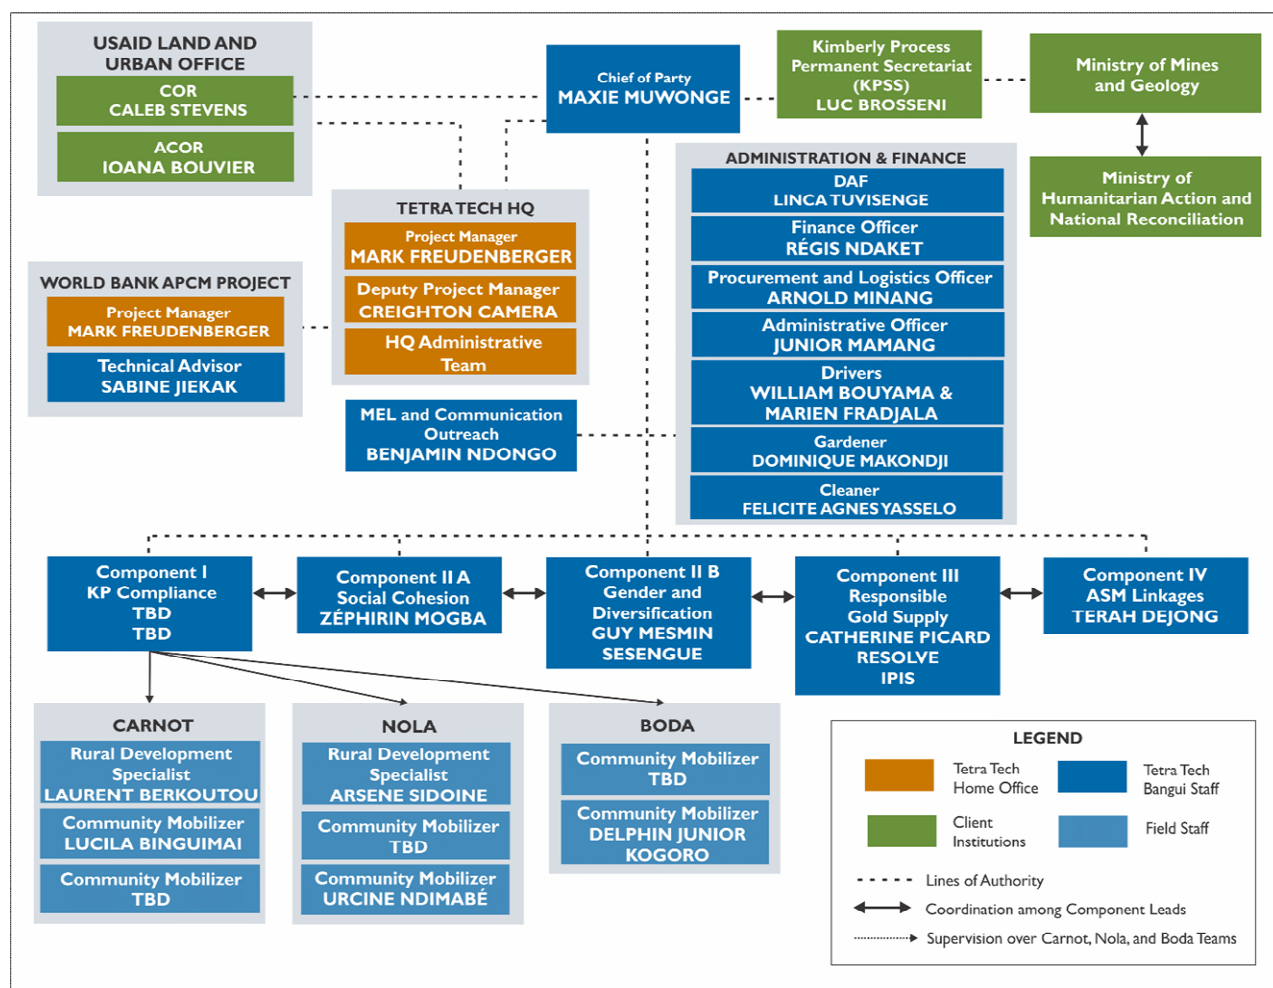 USAID LAND AND
URBAN OFFICE
COR
CALEB STEVENS
ACOR
IOANA BOUVIER
Chief of Party
MAXIE MUWONGE
Kimberly Process
Permanent Secretariat
(KPSS)
LUC BROSSENI
Ministry of Mines
and Geology
Ministry of
Humanitarian Action and
National Reconciliation
TETRA TECH HQ
Project Manager
MARK FREUDENBERGER
Deputy Project Manager
CREIGHTON CAMERA
HQ Administrative
Team
WORLD BANK APCM PROJECT
Project Manager
MARK FREUDENBERGER
Technical Advisor
SABINE JIEKAK
MEL and Communication
Outreach
BENJAMIN NDONGO
ADMINISTRATION & FINANCE
DAF
LINCA TUVISENGE
Finance Officer
RÉGIS NDAKET
Procurement and Logistics Officer
ARNOLD MINANG
Administrative Officer
JUNIOR MAMANG
Drivers
WILLIAM BOUYAMA &
MARIEN FRADJALA
Gardener
DOMINIQUE MAKONDJI
Cleaner
FELICITE AGNES YASSELO
Component I
KP Compliance
TBD
TBD
Component II A
Social Cohesion
ZÉPHIRIN MOGBA
Component II B
Gender and
Diversification
GUY MESMIN
SESENGUE
Component III
Responsible
Gold Supply
CATHERINE PICARD
RESOLVE
IPIS
Component IV
ASM Linkages
TERAH DEJONG
CARNOT
Rural Development
Specialist
LAURENT BERKOUTOU
Community Mobilizer
LUCILA BINGUIMAI
Community Mobilizer
TBD
NOLA
Rural Development
Specialist
ARSENE SIDOINE
Community Mobilizer
TBD
Community Mobilizer
URCINE NDIMABÉ
BODA
Community Mobilizer
TBD
Community Mobilizer
DELPHIN JUNIOR
KOGORO
LEGEND
Tetra Tech
Home Office
Tetra Tech
Bangui Staff
Client
Institutions
Field Staff
Lines of Authority
Coordination among Component Leads
Supervision over Carnot, Nola, and Boda Teams